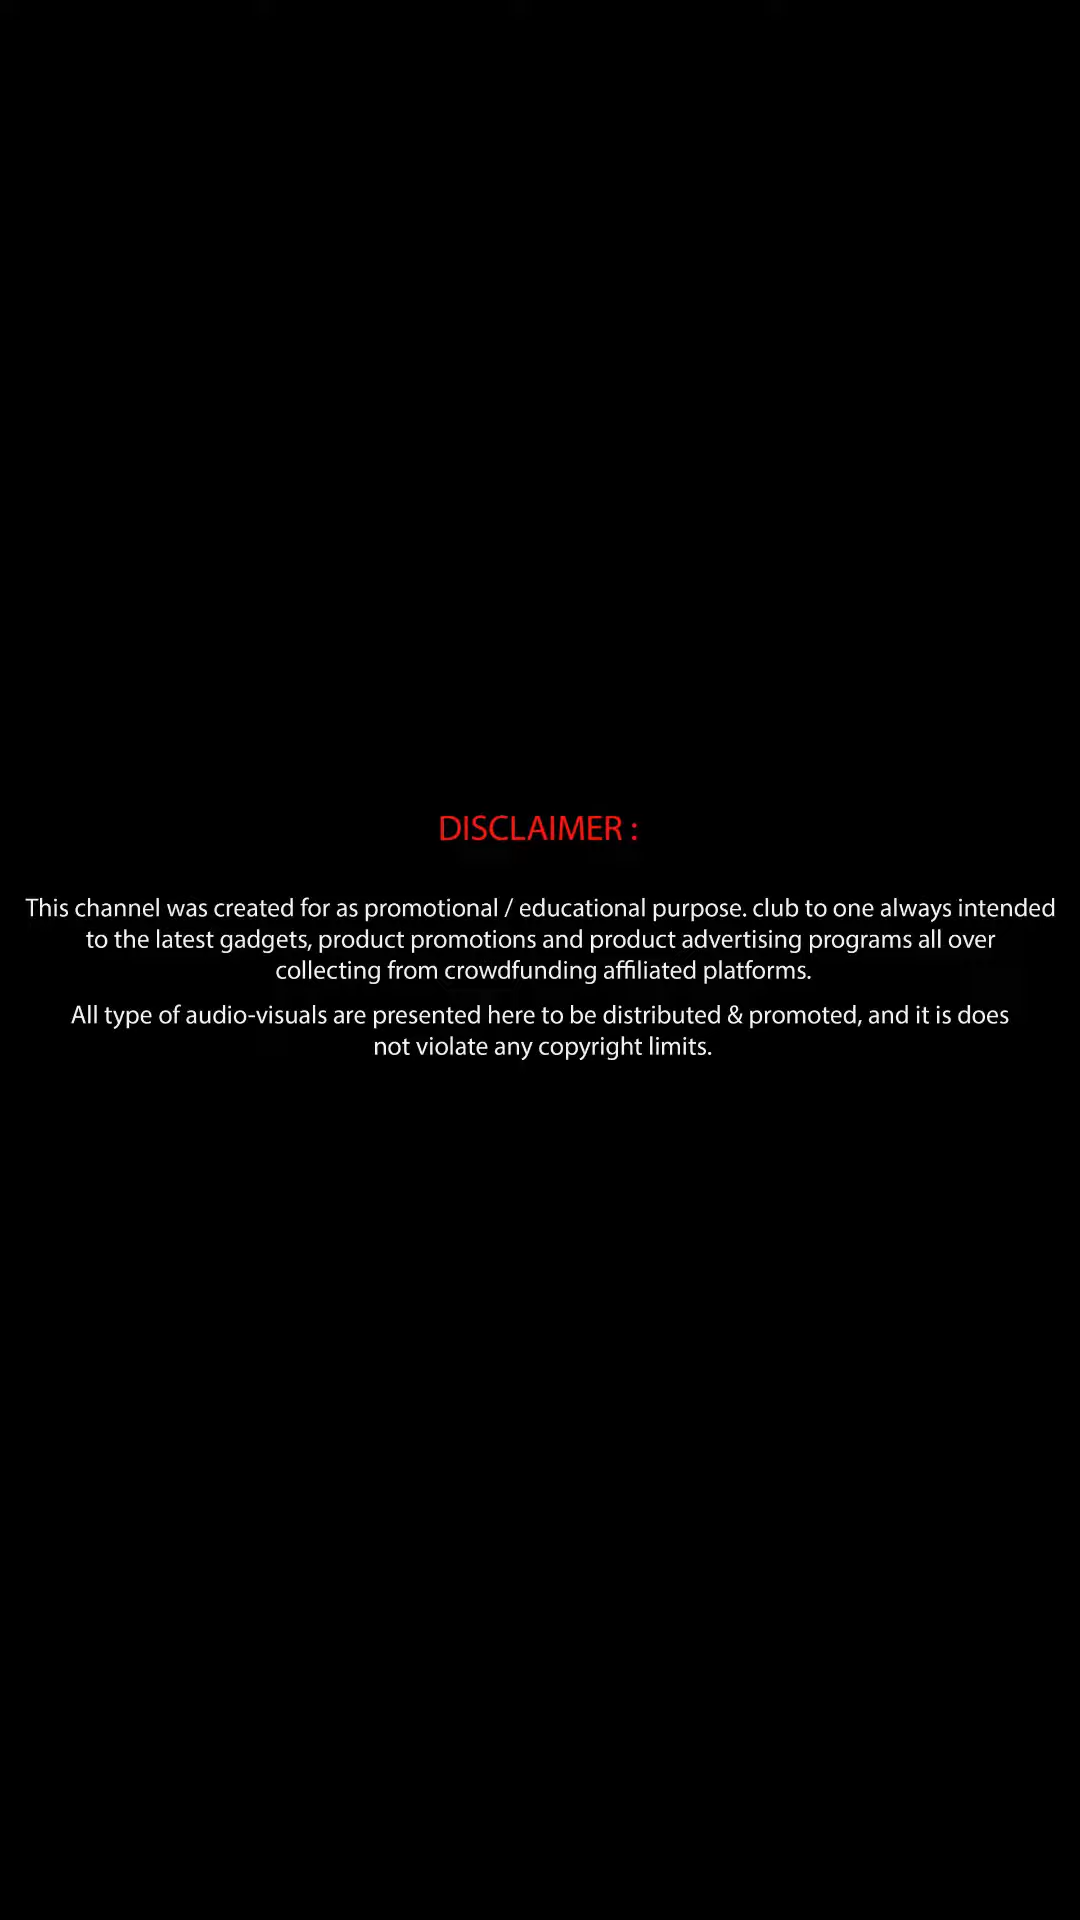 DISCLAIMER :
This channel was created for as promotional / educational purpose. club to one always intended
to the latest gadgets, product promotions and product advertising programs all over
collecting from crowdfunding affiliated platforms.
All type of audio-visuals are presented here to be distributed & promoted, and it is does
not violate any copyright limits.